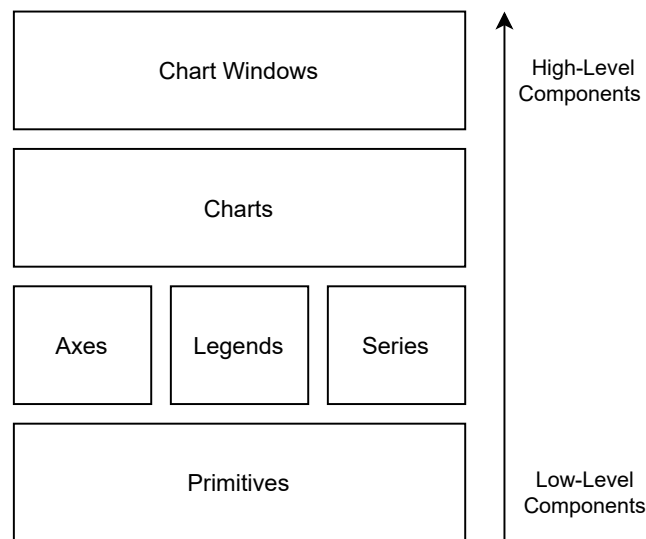 Chart Windows
High-Level
Components
Charts
Axes
Legends
Series
Primitives
Low-Level
Components